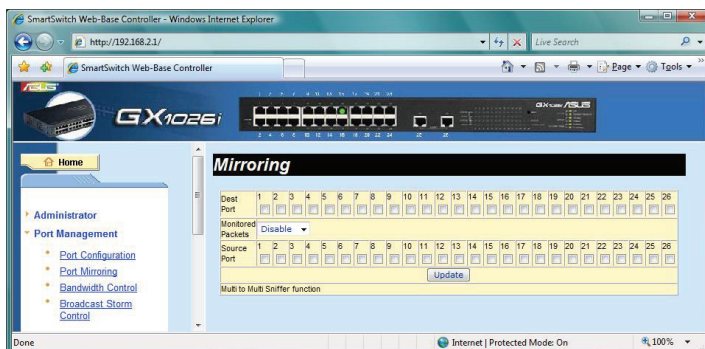 SmartSwitch Web-Base Controller - Windows Internet Explorer
http://192.168.2.1/
Live Search
SmartSwitch Web-Base Controller
Page
Tools
ASUS
GX1026i
GX1026i ASUS
Home
Administrator
Port Management
Port Configuration
Port Mirroring
Bandwidth Control
Broadcast Storm
Control
Mirroring
Dest Port 1 2 3 4 5 6 7 8 9 10 11 12 13 14 15 16 17 18 19 20 21 22 23 24 25 26
Monitored Packets Disable
Source Port 1 2 3 4 5 6 7 8 9 10 11 12 13 14 15 16 17 18 19 20 21 22 23 24 25 26
Update
Multi to Multi Sniffer function
Done
Internet | Protected Mode: On
100%